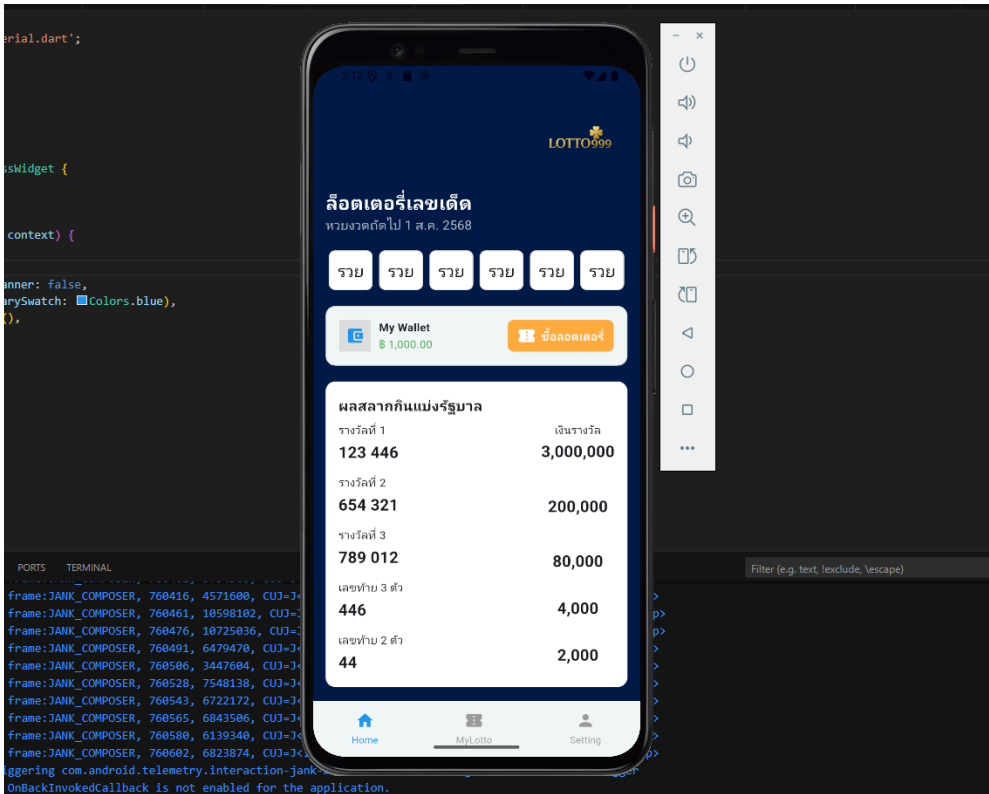 erial.dart';
ssWidget {
context) {
anner: false,
arySwatch: Colors.blue),
(),
2:12
LOTTO999
ล็อตเตอรี่เลขเด็ด
หวยงวดถัดไป 1 ส.ค. 2568
รวย รวย รวย รวย รวย รวย
My Wallet
฿ 1,000.00
ซื้อลอตเตอรี่
ผลสลากกินแบ่งรัฐบาล
รางวัลที่ 1 เงินรางวัล
123 446 3,000,000
รางวัลที่ 2
654 321 200,000
รางวัลที่ 3
789 012 80,000
เลขท้าย 3 ตัว
446 4,000
เลขท้าย 2 ตัว
44 2,000
Home MyLotto Setting
PORTS TERMINAL
Filter (e.g. text, !exclude, \escape)
frame:JANK_COMPOSER, 760416, 4571600, CUJ=J<
frame:JANK_COMPOSER, 760461, 10598102, CUJ=
frame:JANK_COMPOSER, 760476, 10725036, CUJ=
frame:JANK_COMPOSER, 760491, 6479470, CUJ=J<
frame:JANK_COMPOSER, 760506, 3447604, CUJ=J<
frame:JANK_COMPOSER, 760528, 7548138, CUJ=J<
frame:JANK_COMPOSER, 760543, 6722172, CUJ=J<
frame:JANK_COMPOSER, 760565, 6843506, CUJ=J<
frame:JANK_COMPOSER, 760580, 6139340, CUJ=J<
frame:JANK_COMPOSER, 760602, 6823874, CUJ=J<
iggering com.android.telemetry.interaction-jank-
OnBackInvokedCallback is not enabled for the application.